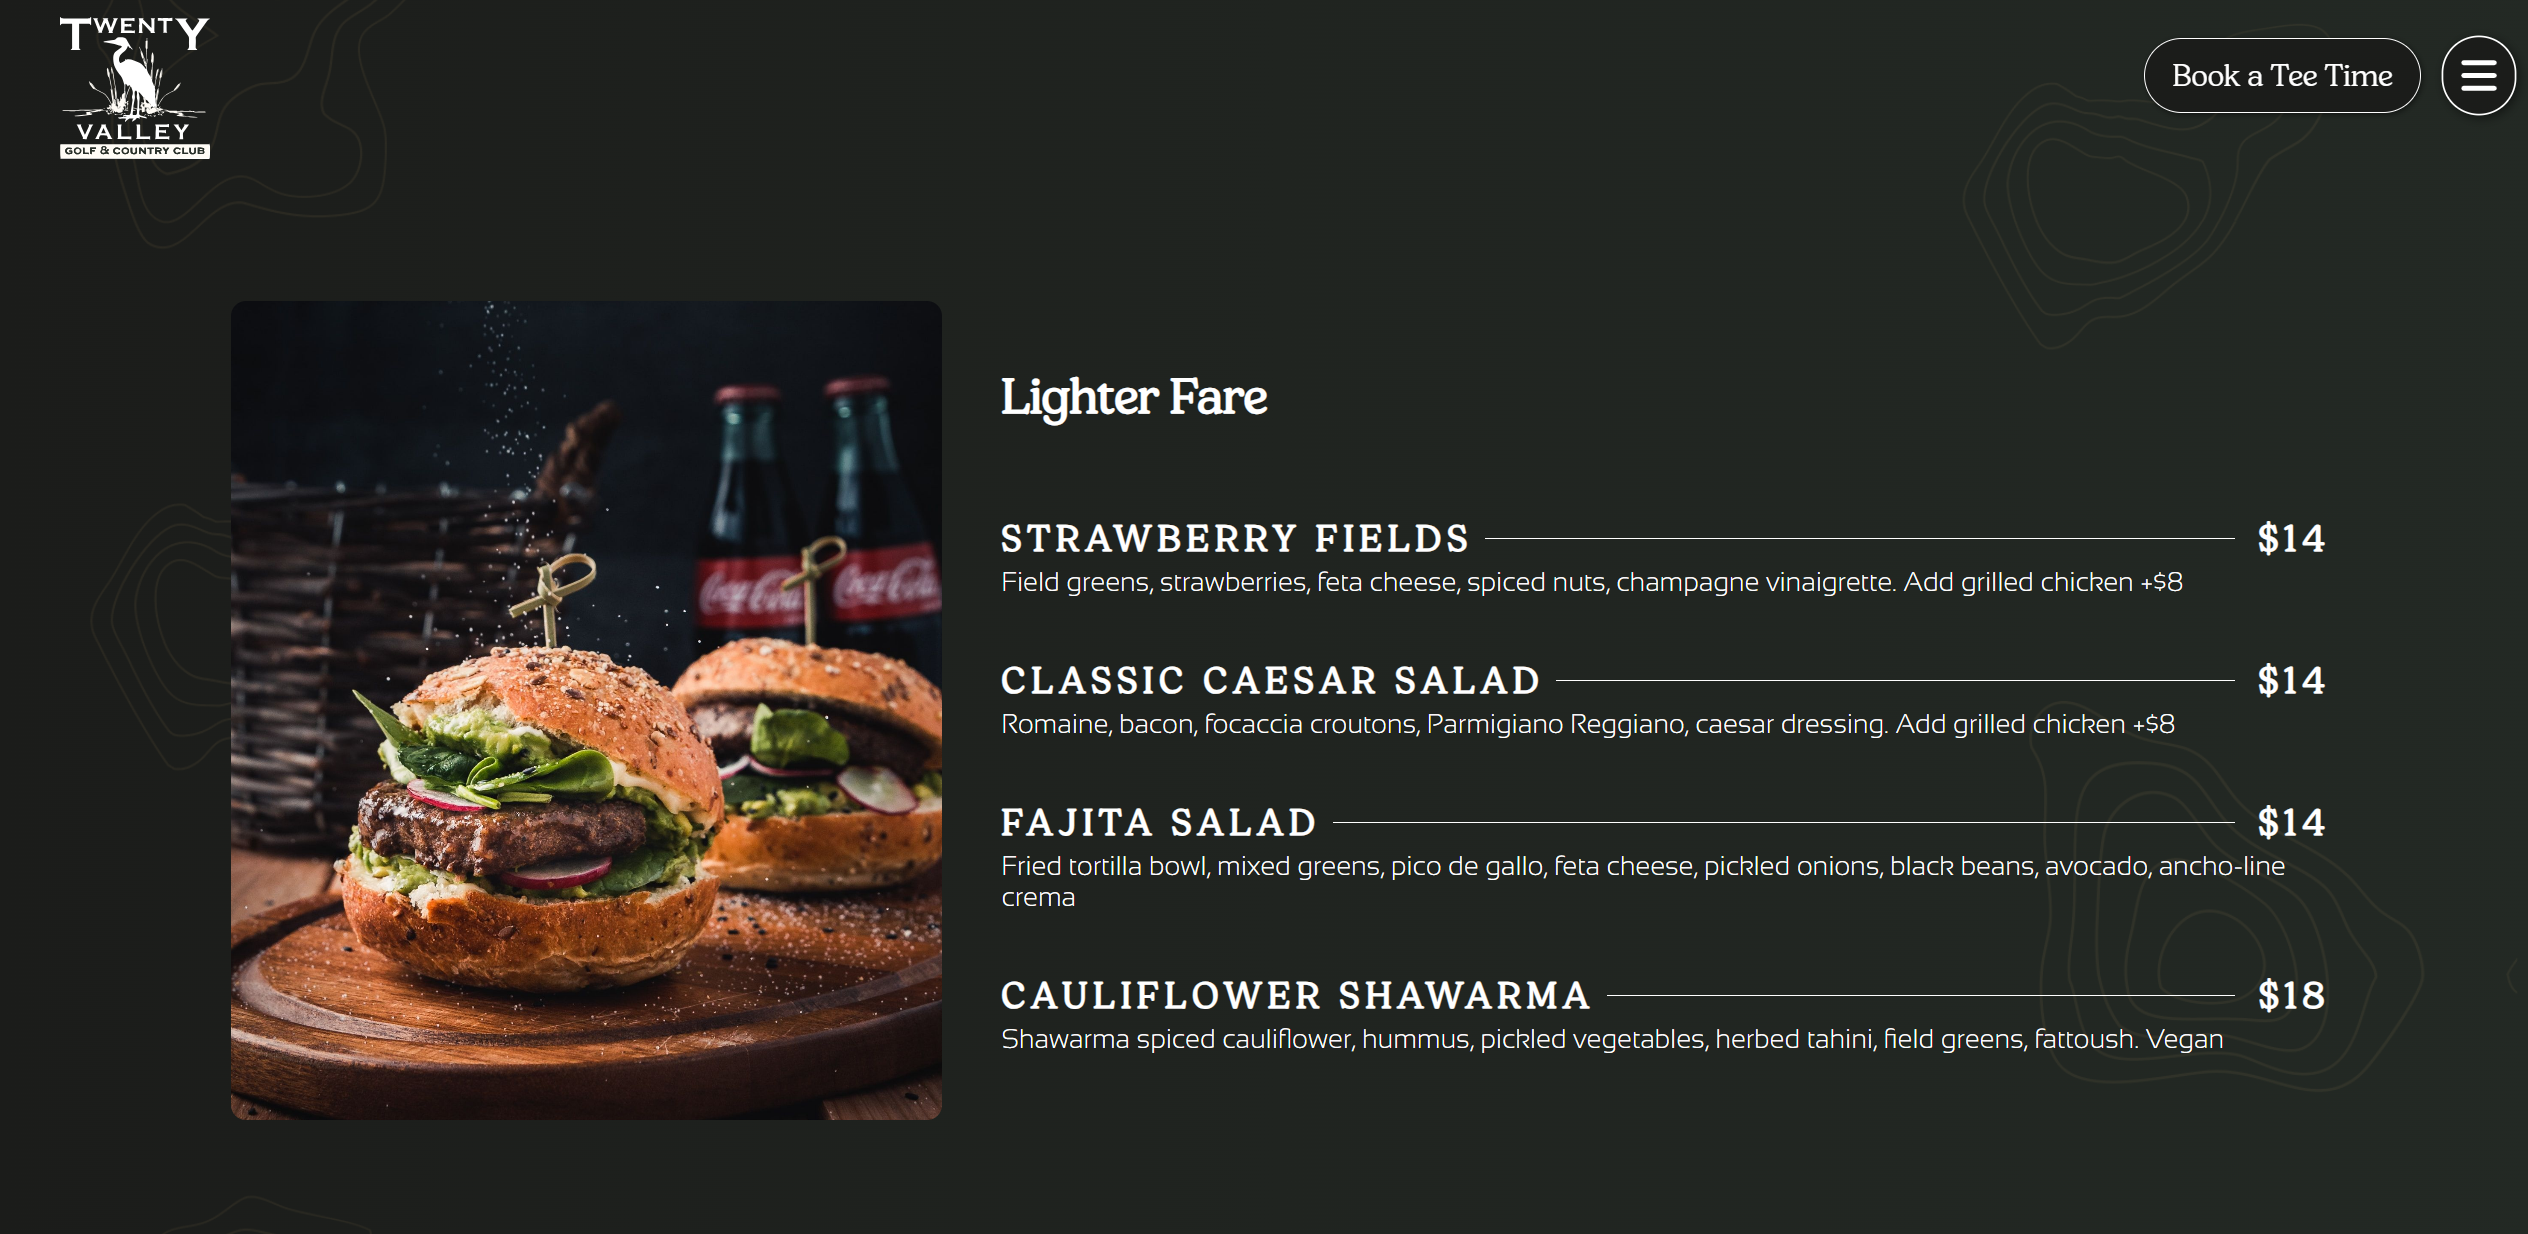 TWENTY
VALLEY
GOLF & COUNTRY CLUB
Book a Tee Time
Lighter Fare
STRAWBERRY FIELDS $14
Field greens, strawberries, feta cheese, spiced nuts, champagne vinaigrette. Add grilled chicken +$8
CLASSIC CAESAR SALAD $14
Romaine, bacon, focaccia croutons, Parmigiano Reggiano, caesar dressing. Add grilled chicken +$8
FAJITA SALAD $14
Fried tortilla bowl, mixed greens, pico de gallo, feta cheese, pickled onions, black beans, avocado, ancho-line
crema
CAULIFLOWER SHAWARMA $18
Shawarma spiced cauliflower, hummus, pickled vegetables, herbed tahini, field greens, fattoush. Vegan
Coca-Cola
Coca-Cola